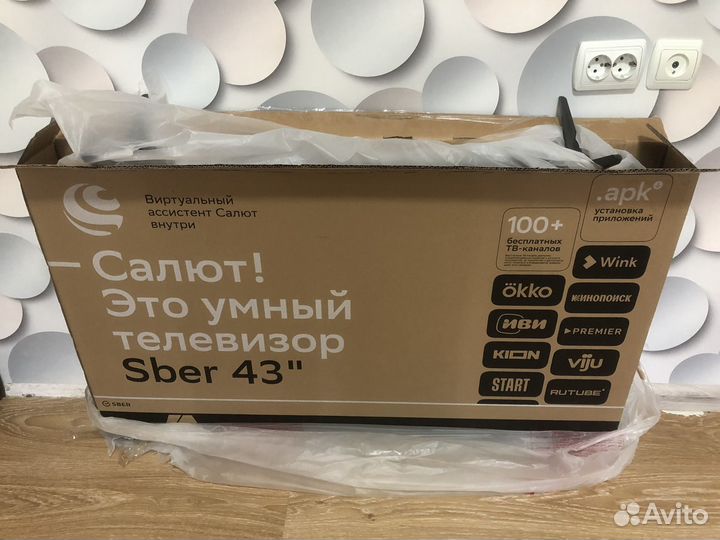 Виртуальный
ассистент Салют
внутри
Салют!
Это умный
телевизор
Sber 43"
SBER
.apk
установка
приложений
100+
бесплатных
ТВ-каналов
Wink
ökko
КИНОПОИСК
ИВИ
PREMIER
KION
viju
START
RUTUBE
Avito